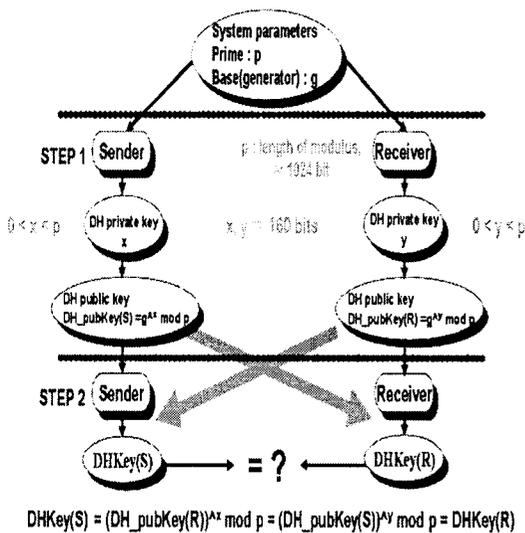 System parameters
Prime : p
Base(generator) : g
STEP 1
Sender
p : length of modulus,
1024 bit
Receiver
0 < x < p
DH private key
x
x, y = 160 bits
DH private key
y
0 < y < p
DH public key
DH_pubKey(S) =g^x mod p
DH public key
DH_pubKey(R) =g^y mod p
STEP 2
Sender
Receiver
DHKey(S)
= ?
DHKey(R)
DHKey(S) = (DH_pubKey(R))^x mod p = (DH_pubKey(S))^y mod p = DHKey(R)